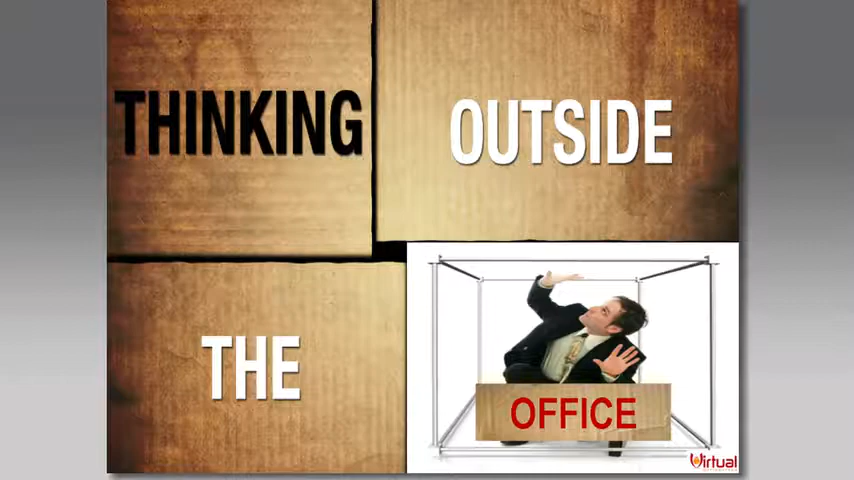 THINKING
OUTSIDE
THE
OFFICE
Virtual